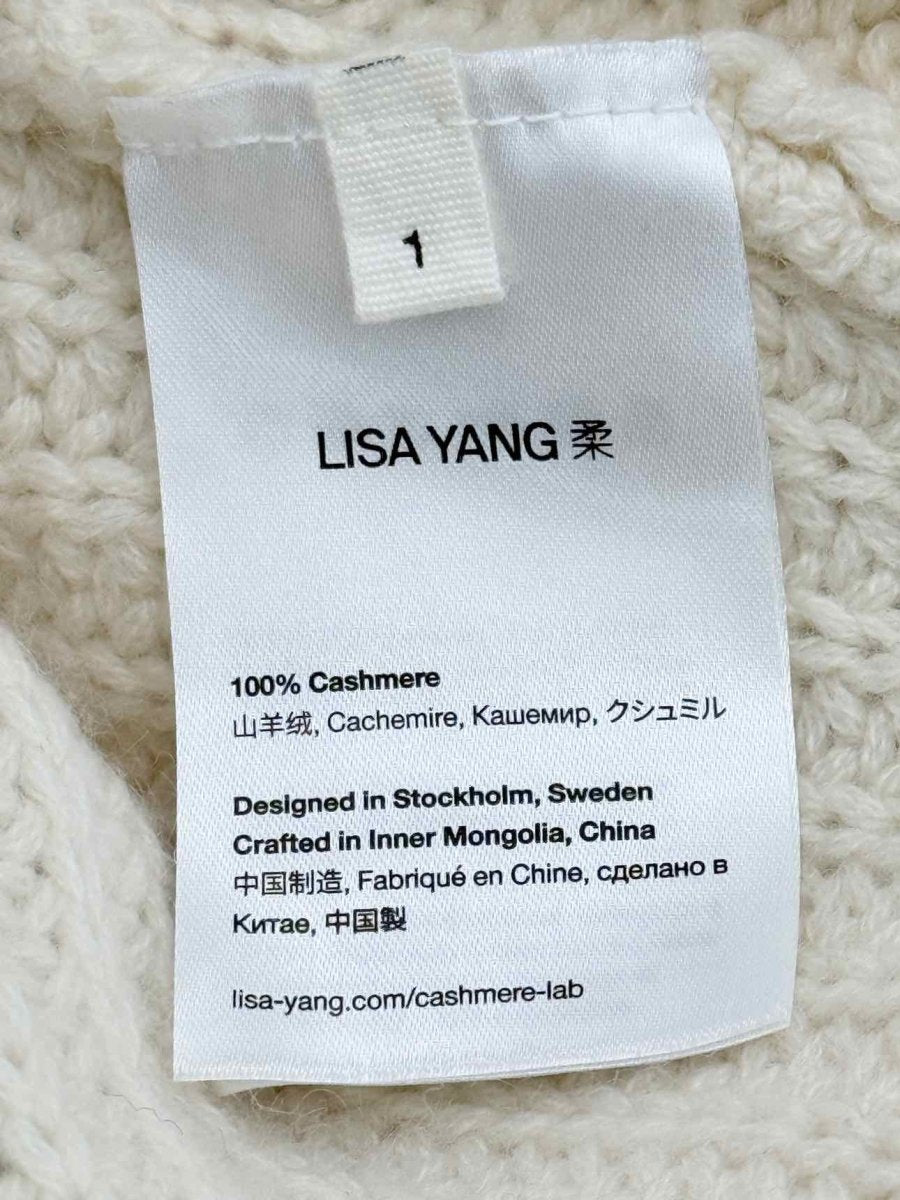 1
LISA YANG 柔
100% Cashmere
山羊绒, Cachemire, Кашемир, クシュミル
Designed in Stockholm, Sweden
Crafted in Inner Mongolia, China
中国制造, Fabriqué en Chine, сделано в
Китае, 中国製
lisa-yang.com/cashmere-lab